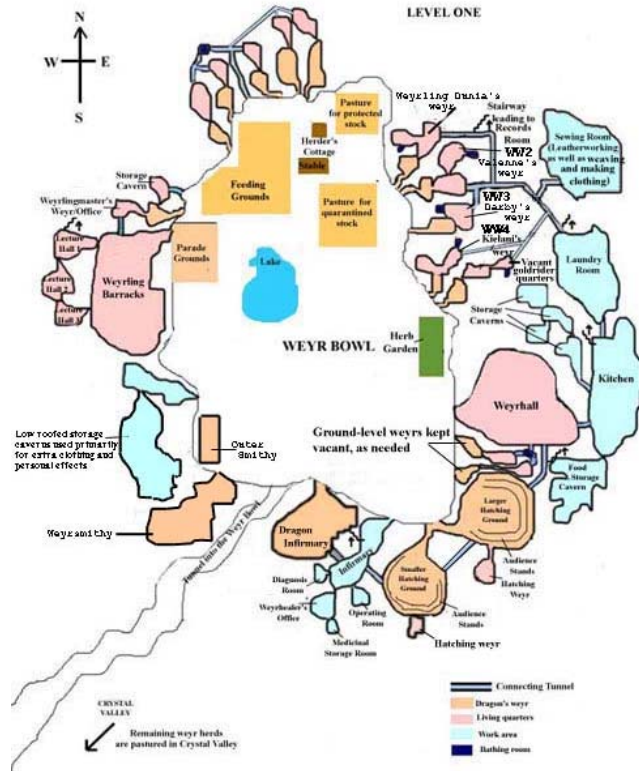 LEVEL ONE
N
W E
S
Weyrling Dunia's
weyr
Stairway
leading to
Records
Room
Pasture
for protected
stock
Herder's
Cottage
Stable
WW2
Valenne's
weyr
Sewing Room
(Leatherworking
as well as weaving
and making
clothing)
Storage
Cavern
Weyrlingmaster's
Weyr/Office
Feeding
Grounds
Pasture for
quarantined
stock
WW3
Darby's
weyr
WW4
Kielani's
weyr
Vacant
goldrider
quarters
Lecture
Hall 1
Lecture
Hall 2
Lecture
Hall 3
Weyrling
Barracks
Parade
Grounds
Lake
Laundry
Room
Storage
Caverns
WEYR BOWL
Herb
Garden
Kitchen
Weyrhall
Low roofed storage
caverns used primarily
for extra clothing and
personal effects
Outer
Smithy
Ground-level weyrs kept
vacant, as needed
Food
Storage
Cavern
Weyrsmithy
Tunnel into the Weyr Bowl
Dragon
Infirmary
Larger
Hatching
Ground
Infirmary
Diagnosis
Room
Weyrhealer's
Office
Operating
Room
Medicinal
Storage Room
Smaller
Hatching
Ground
Audience
Stands
Hatching
Weyr
Audience
Stands
Hatching weyr
CRYSTAL
VALLEY
Remaining weyr herds
are pastured in Crystal Valley
Connecting Tunnel
Dragon's weyr
Living quarters
Work area
Bathing room